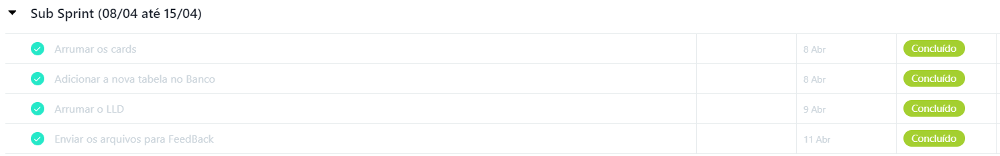 Sub Sprint (08/04 até 15/04)
Arrumar os cards 8 Abr Concluído
Adicionar a nova tabela no Banco 8 Abr Concluído
Arrumar o LLD 9 Abr Concluído
Enviar os arquivos para FeedBack 11 Abr Concluído